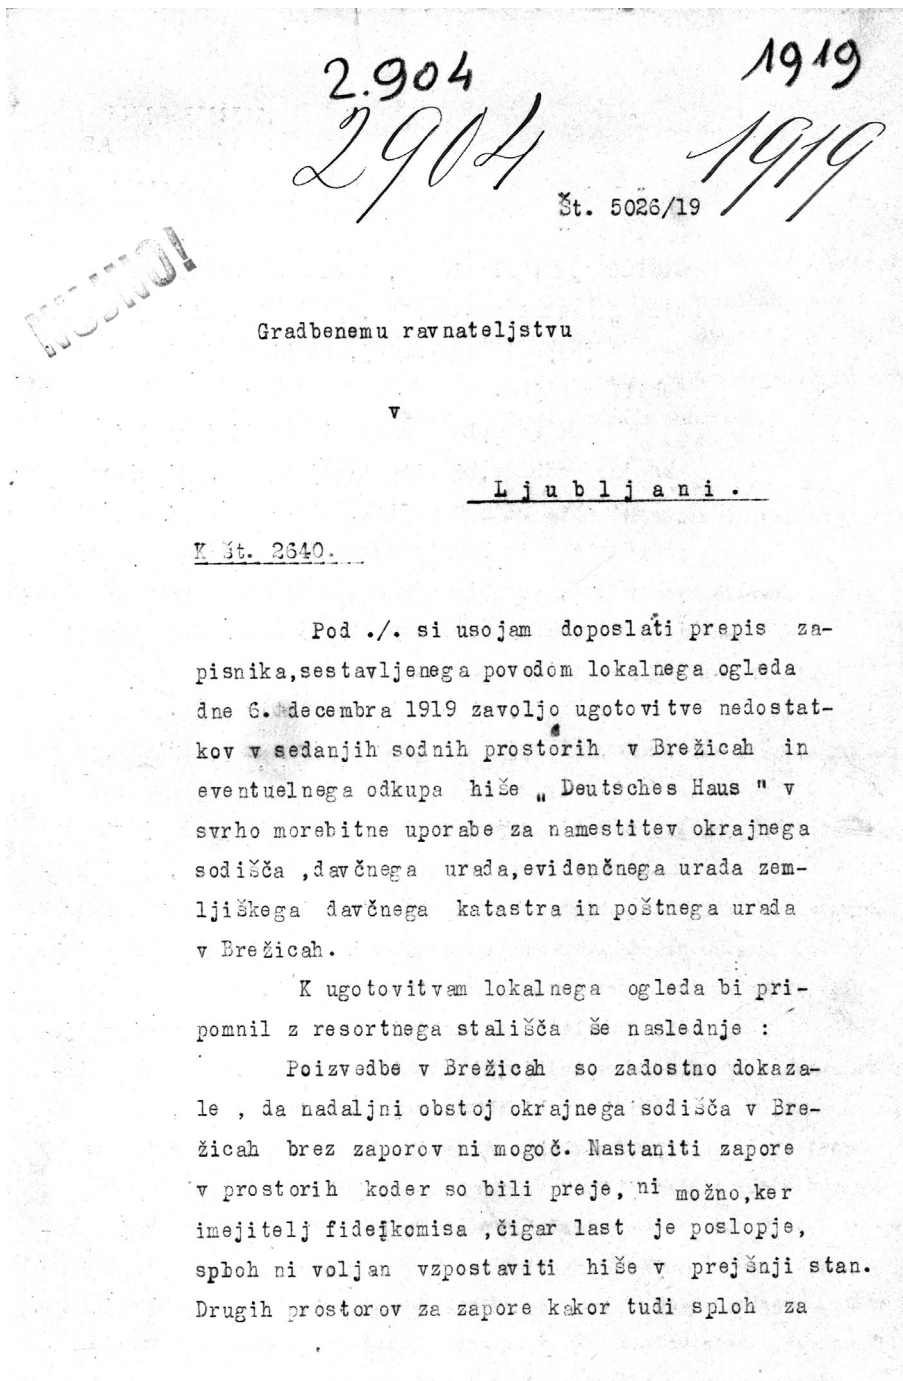 2.904 1919
2904 1919
Št. 5026/19
NUJNO!
Gradbenemu ravnateljstvu
v
Ljubljani.
K št. 2640.
Pod ./. si usojam doposlati prepis za-
pisnika,sestavljenega povodom lokalnega ogleda
dne 6. decembra 1919 zavoljo ugotovitve nedostat-
kov v sedanjih sodnih prostorih v Brežicah in
eventuelnega odkupa hiše „ Deutsches Haus " v
svrho morebitne uporabe za namestitev okrajnega
sodišča ,davčnega urada,evidenčnega urada zem-
ljiškega davčnega katastra in poštnega urada
v Brežicah.
K ugotovitvam lokalnega ogleda bi pri-
pomnil z resortnega stališča še naslednje :
Poizvedbe v Brežicah so zadostno dokaza-
le , da nadaljni obstoj okrajnega sodišča v Bre-
žicah brez zaporov ni mogoč. Nastaniti zapore
v prostorih koder so bili preje, ni možno,ker
imejitelj fidejkomisa ,čigar last je poslopje,
sploh ni voljan vzpostaviti hiše v prejšnji stan.
Drugih prostorov za zapore kakor tudi sploh za